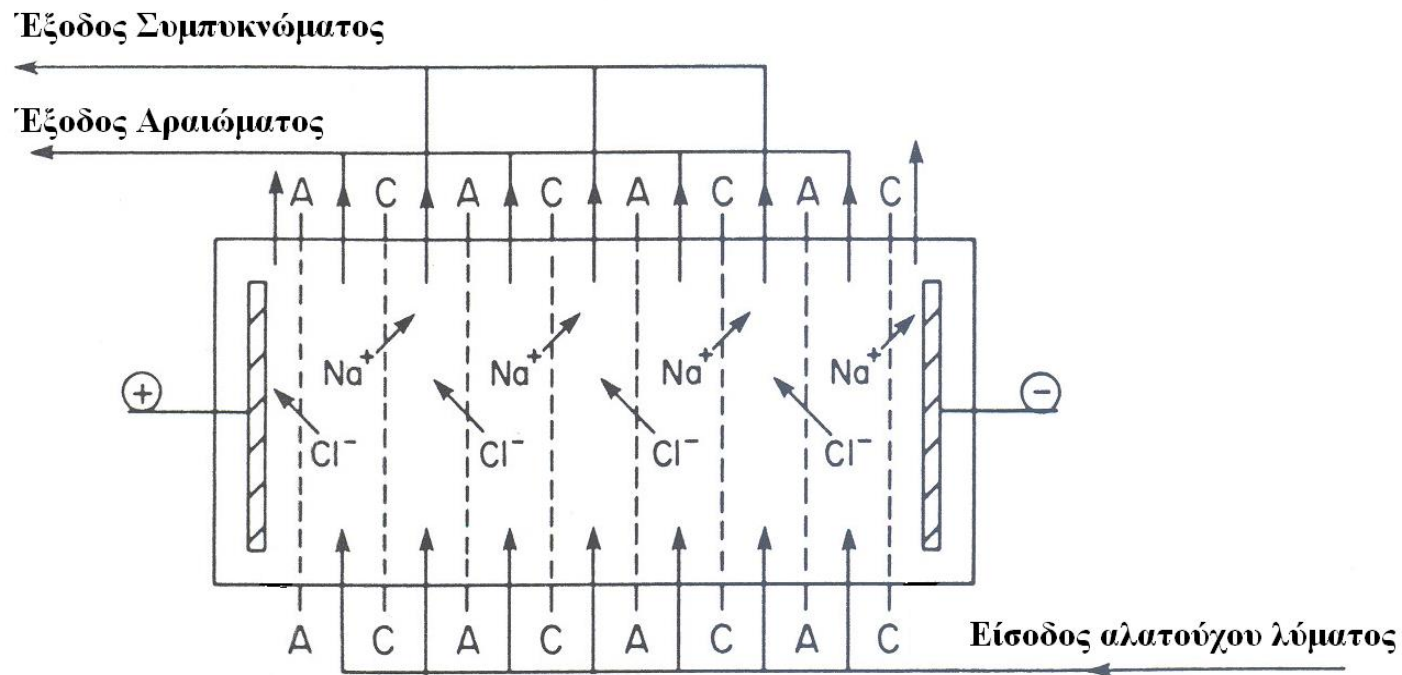 Έξοδος Συμπυκνώματος
Έξοδος Αραιώματος
A C A C A C A C
Na⁺ Na⁺ Na⁺ Na⁺
+ −
Cl⁻ Cl⁻ Cl⁻ Cl⁻
A C A C A C A C
Είσοδος αλατούχου λύματος